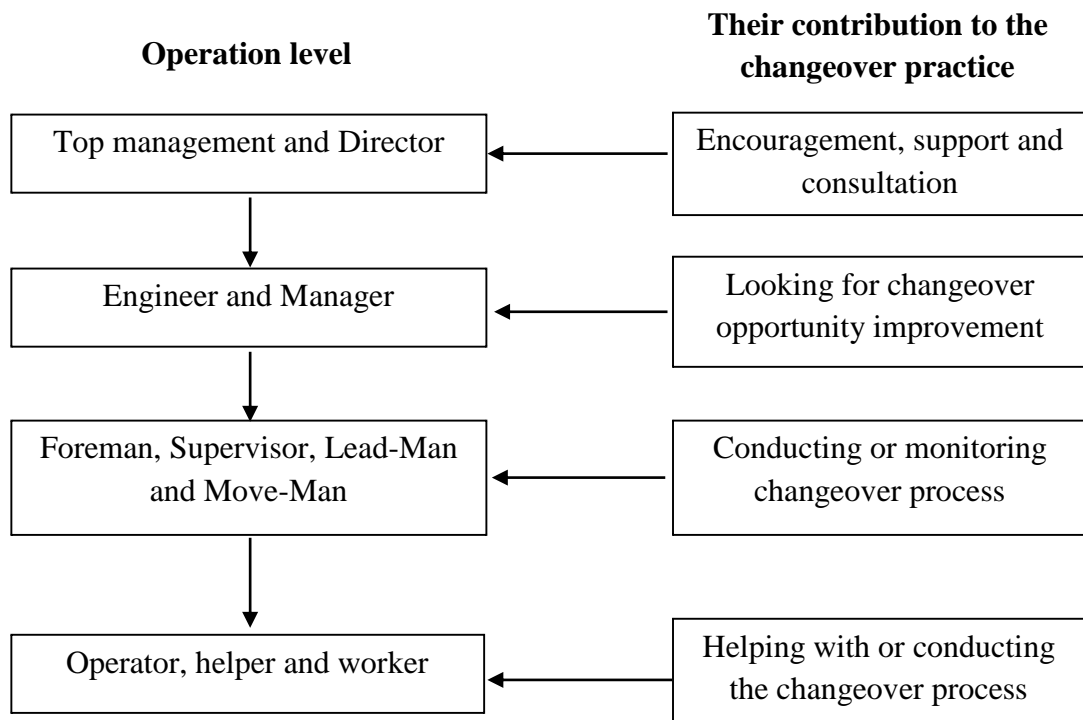 Operation level
Their contribution to the
changeover practice
Top management and Director
Encouragement, support and
consultation
Engineer and Manager
Looking for changeover
opportunity improvement
Foreman, Supervisor, Lead-Man
and Move-Man
Conducting or monitoring
changeover process
Operator, helper and worker
Helping with or conducting
the changeover process